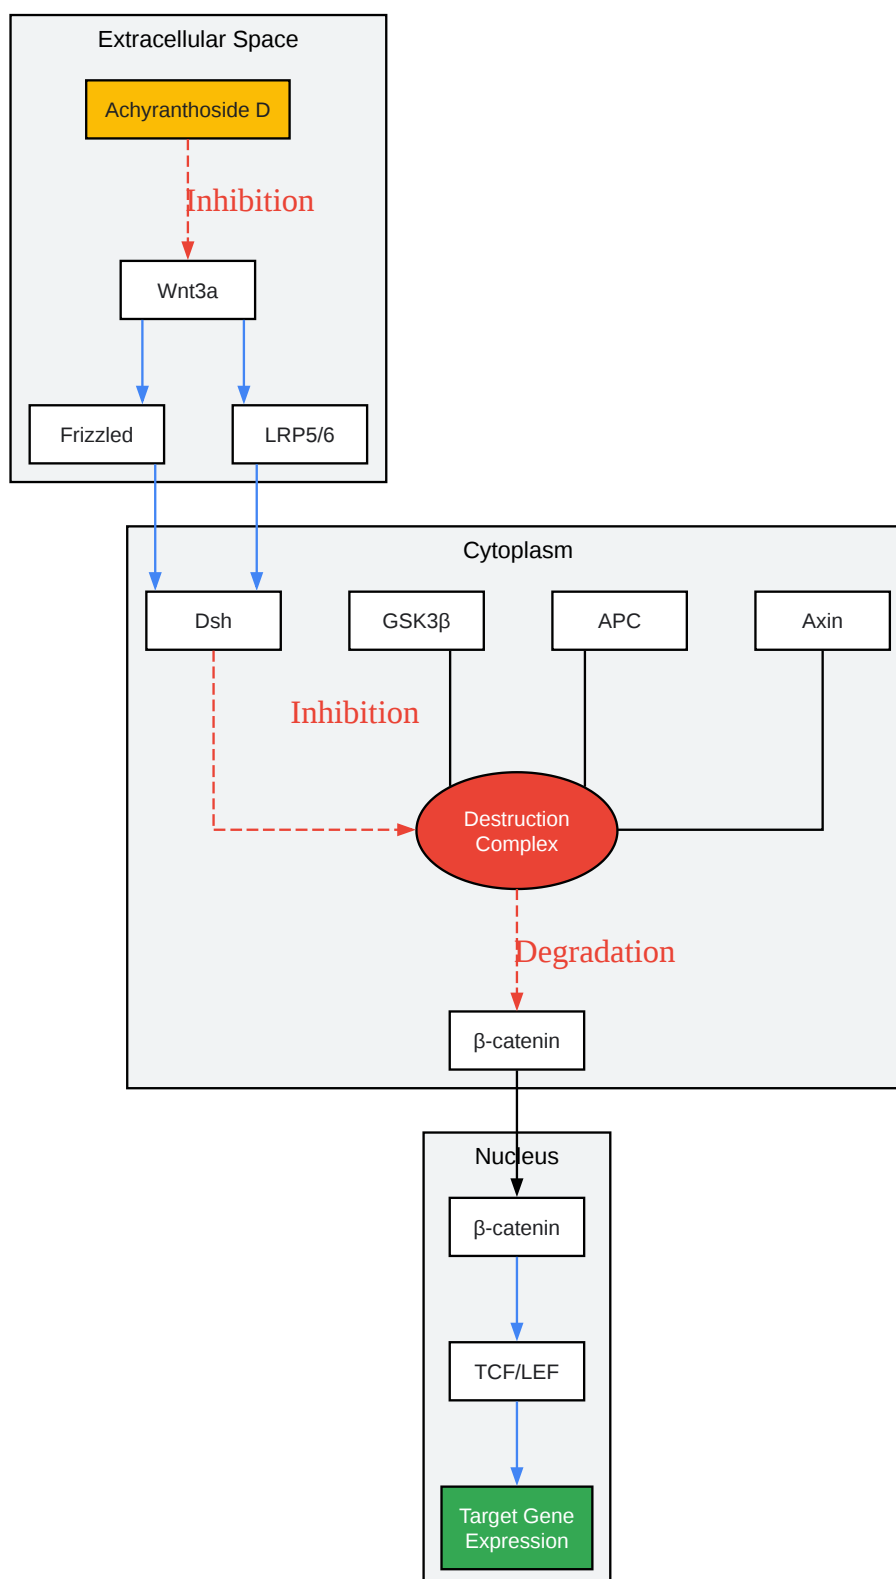 Extracellular Space
Achyranthoside D
Inhibition
Wnt3a
Frizzled
LRP5/6
Cytoplasm
Dsh
GSK3β
APC
Axin
Inhibition
Destruction
Complex
Degradation
β-catenin
Nucleus
β-catenin
TCF/LEF
Target Gene
Expression